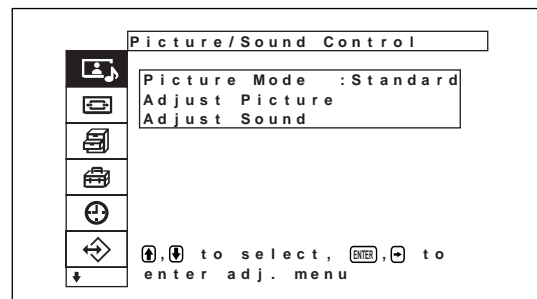 Picture/Sound Control
Picture Mode :Standard
Adjust Picture
Adjust Sound
⬆,⬇ to select, ENTER,➡ to
enter adj. menu